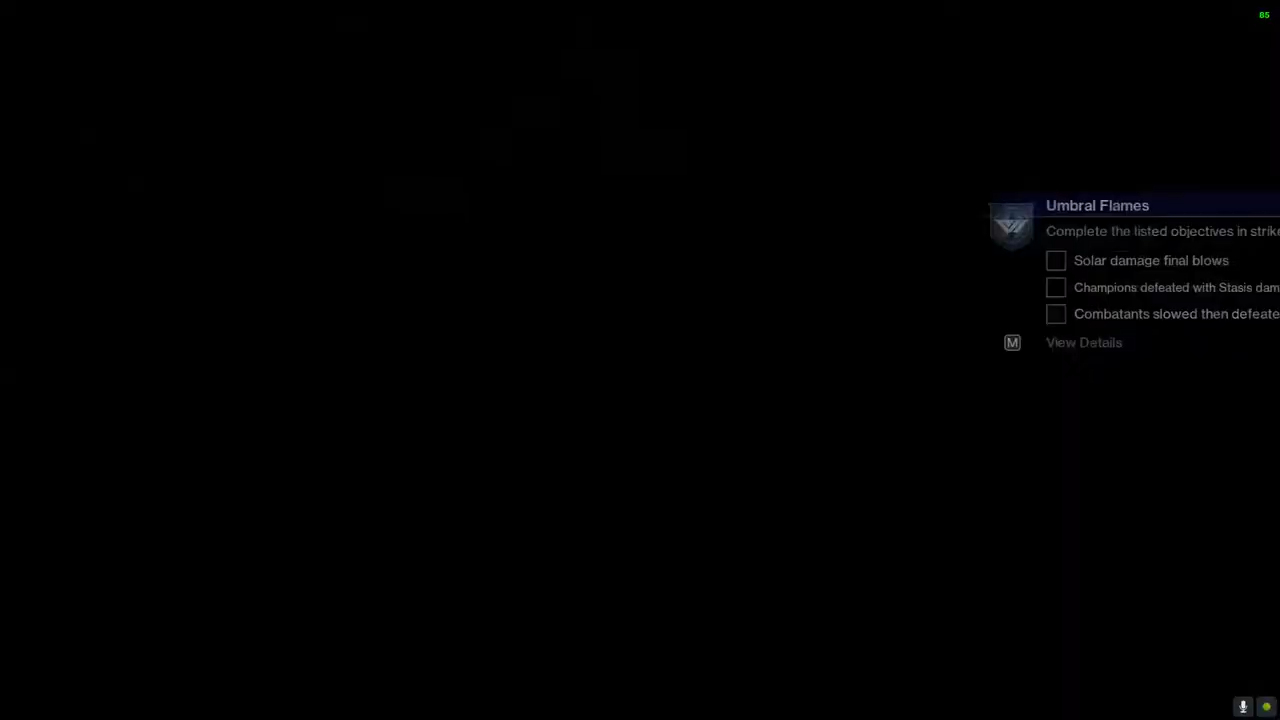 85
Umbral Flames
Complete the listed objectives in strike
Solar damage final blows
Champions defeated with Stasis dam
Combatants slowed then defeate
M
View Details